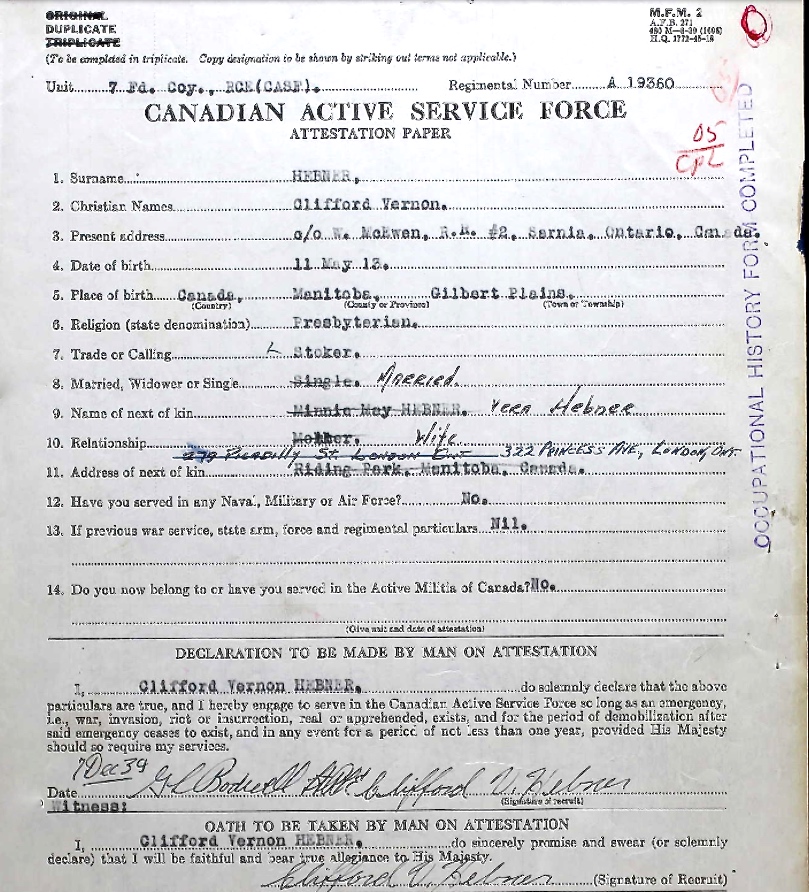 ORIGINAL
DUPLICATE
TRIPLICATE
M.F.M. 2
A.F.B. 271
H.Q. 1772-45-16
(To be completed in triplicate. Copy designation to be shown by striking out terms not applicable.)
Unit 7 Fd. Coy., RCE(CASF). Regimental Number A 19360
CANADIAN ACTIVE SERVICE FORCE
ATTESTATION PAPER
05
CPL
1. Surname HEBNER,
2. Christian Names Clifford Vernon.
3. Present address c/o W. McEwen, R.R. #2, Sarnia, Ontario, Canada.
4. Date of birth 11 May 13.
5. Place of birth Canada, Manitoba, Gilbert Plains.
(Country) (County or Province) (Town or Township)
6. Religion (state denomination) Presbyterian.
7. Trade or Calling Stoker.
8. Married, Widower or Single Single. MARRIED.
9. Name of next of kin Minnie May HEBNER. Vera Hebner
10. Relationship Mother. Wife
279 PICADILLY ST LONDON ONT 322 PRINCESS AVE, LONDON, ONT.
11. Address of next of kin Riding Park, Manitoba, Canada.
12. Have you served in any Naval, Military or Air Force? No.
13. If previous war service, state arm, force and regimental particulars Nil.
14. Do you now belong to or have you served in the Active Militia of Canada? No.
(Give unit and date of attestation)
DECLARATION TO BE MADE BY MAN ON ATTESTATION
I, Clifford Vernon HEBNER. do solemnly declare that the above
particulars are true, and I hereby engage to serve in the Canadian Active Service Force so long as an emergency,
i.e., war, invasion, riot or insurrection, real or apprehended, exists, and for the period of demobilization after
said emergency ceases to exist, and in any event for a period of not less than one year, provided His Majesty
should so require my services.
7 Dec 39
Date Clifford V. Hebner
(Signature of recruit)
Witness:
OATH TO BE TAKEN BY MAN ON ATTESTATION
I, Clifford Vernon HEBNER. do sincerely promise and swear (or solemnly
declare) that I will be faithful and bear true allegiance to His Majesty.
Clifford V. Hebner (Signature of Recruit)
OCCUPATIONAL HISTORY FORM COMPLETED